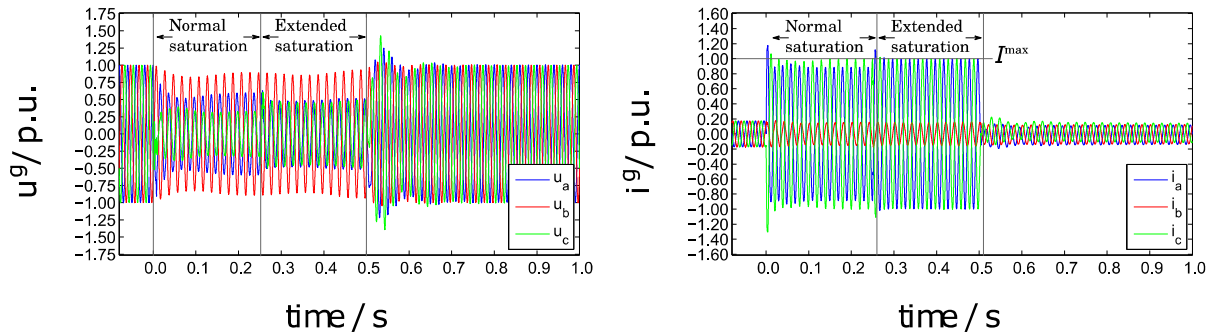 1.75
1.50
1.25
1.00
0.75
0.50
0.25
0.00
−0.25
−0.50
−0.75
−1.00
−1.25
−1.50
1.75
u^g/p.u.
Normal saturation
Extended saturation
u_a
u_b
u_c
0.0 0.1 0.2 0.3 0.4 0.5 0.6 0.7 0.8 0.9 1.0
time / s
1.60
1.40
1.20
1.00
0.80
0.60
0.40
0.20
0.00
−0.20
−0.40
−0.60
−0.80
−1.00
−1.20
−1.40
1.60
i^g/p.u.
Normal saturation
Extended saturation
I^max
i_a
i_b
i_c
0.0 0.1 0.2 0.3 0.4 0.5 0.6 0.7 0.8 0.9 1.0
time / s